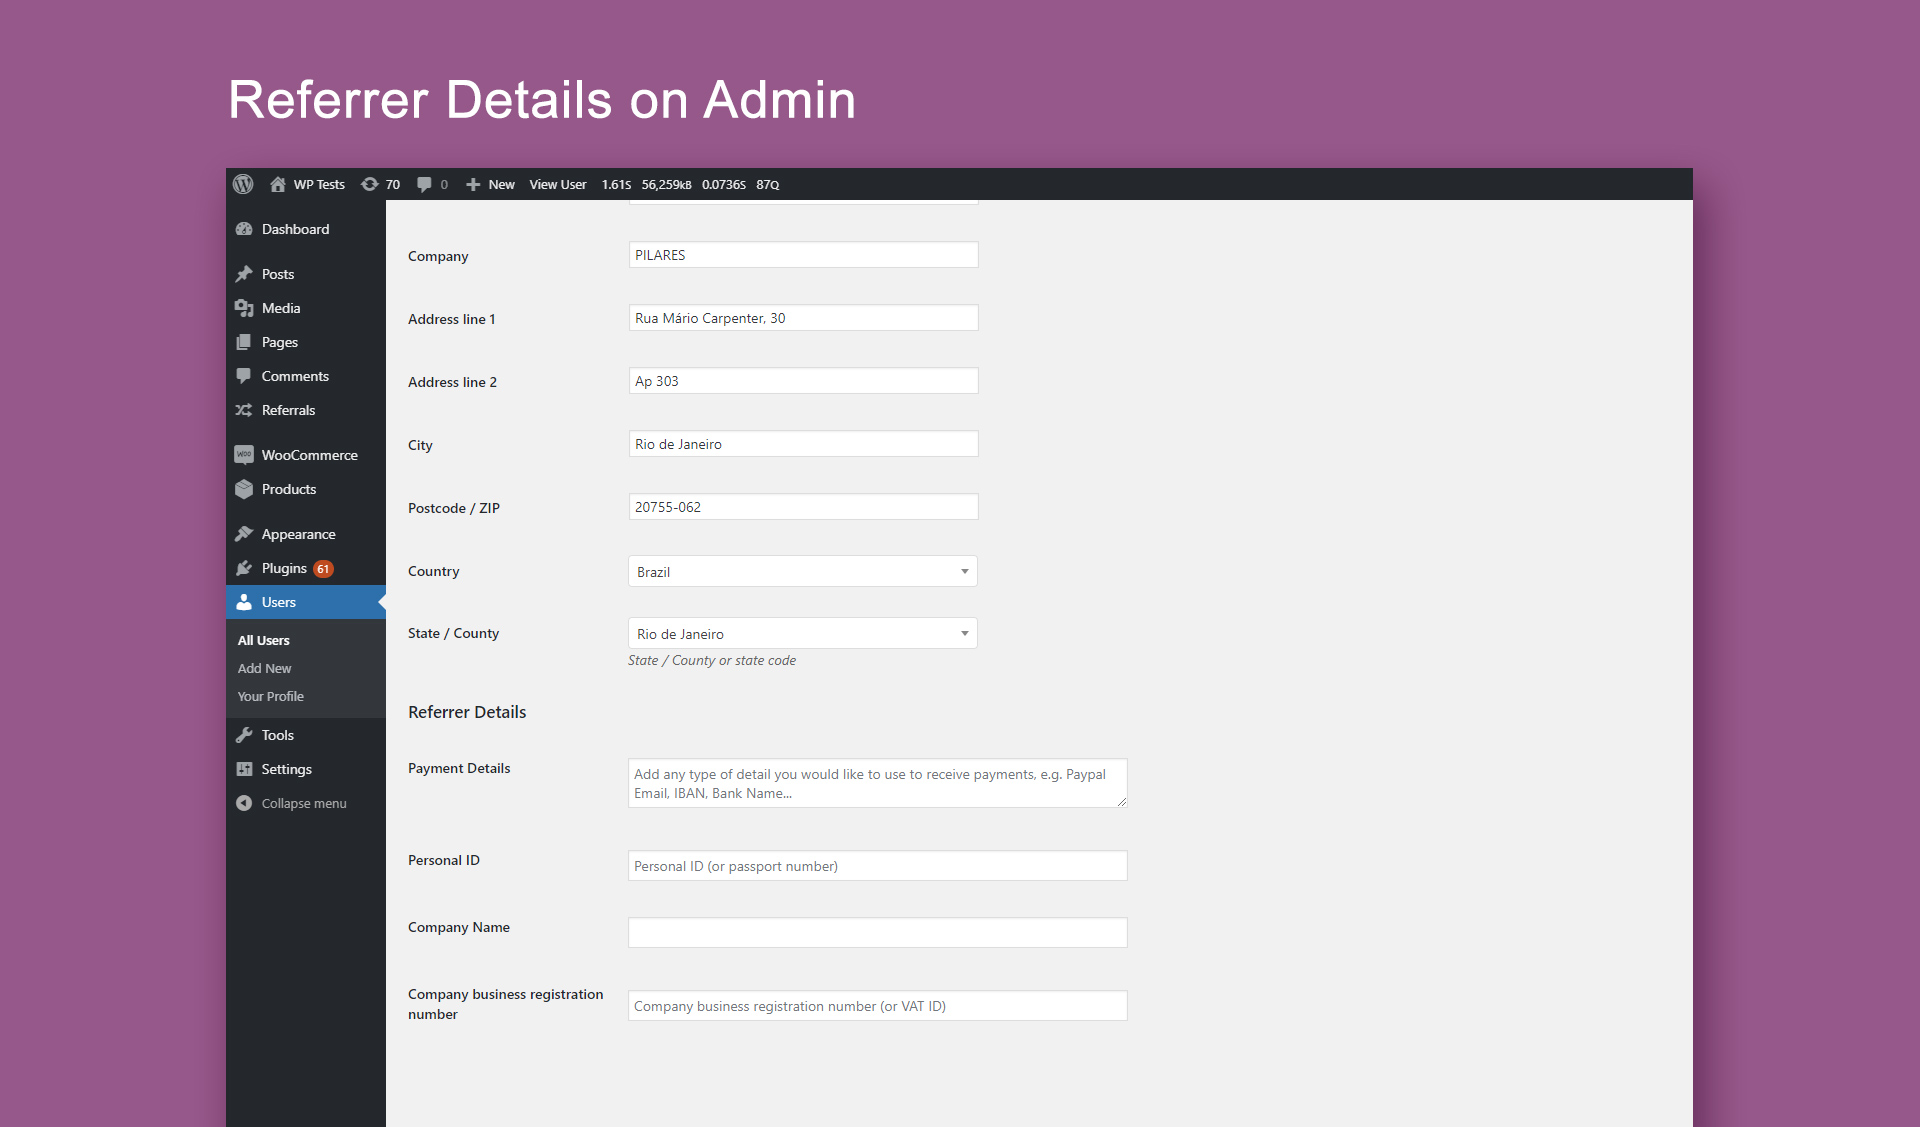 Referrer Details on Admin
WP Tests 70 0 New View User 1.61S 56,259KB 0.0736S 87Q
Dashboard
Posts
Media
Pages
Comments
Referrals
WOO WooCommerce
Products
Appearance
Plugins 61
Users
All Users
Add New
Your Profile
Tools
Settings
Collapse menu
Company PILARES
Address line 1 Rua Mário Carpenter, 30
Address line 2 Ap 303
City Rio de Janeiro
Postcode / ZIP 20755-062
Country Brazil
State / County Rio de Janeiro
State / County or state code
Referrer Details
Payment Details Add any type of detail you would like to use to receive payments, e.g. Paypal
Email, IBAN, Bank Name...
Personal ID Personal ID (or passport number)
Company Name
Company business registration
number
Company business registration number (or VAT ID)